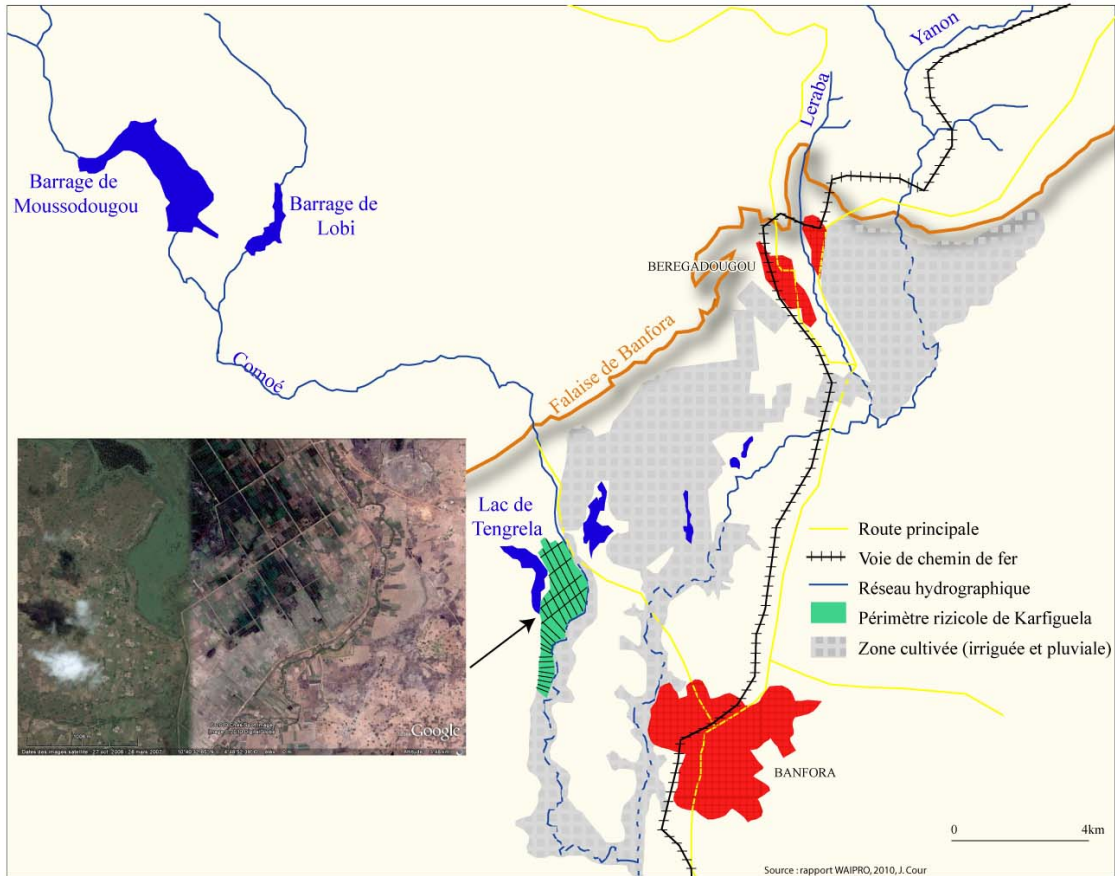 Yanon
Leraba
Barrage de
Moussodougou
Barrage de
Lobi
BEREGADOUGOU
Falaise de Banfora
Comoé
Lac de
Tengrela
Route principale
Voie de chemin de fer
Réseau hydrographique
Périmètre rizicole de Karfiguela
Zone cultivée (irriguée et pluviale)
Google
BANFORA
0 4km
Source : rapport WAIPRO, 2010, J. Cour